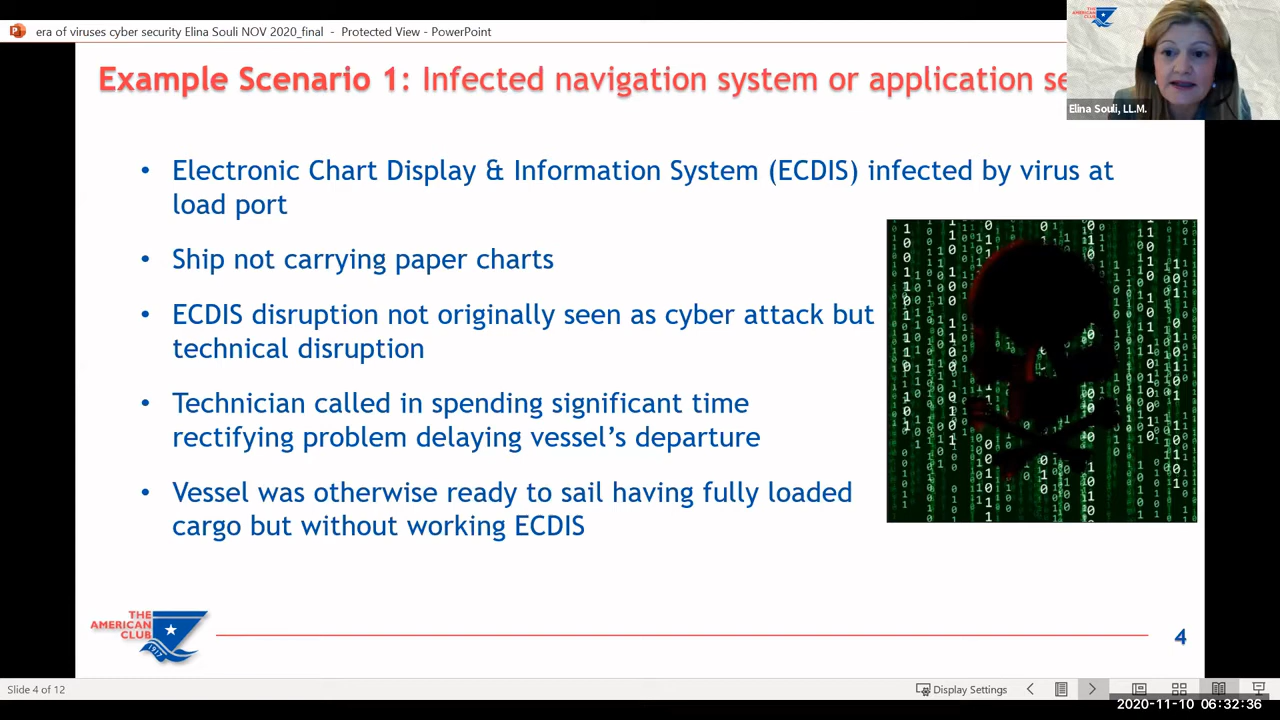 era of viruses cyber security Elina Souli NOV 2020_final - Protected View - PowerPoint
Elina Souli, LL.M.
Example Scenario 1: Infected navigation system or application se
• Electronic Chart Display & Information System (ECDIS) infected by virus at
load port
• Ship not carrying paper charts
• ECDIS disruption not originally seen as cyber attack but
technical disruption
• Technician called in spending significant time
rectifying problem delaying vessel’s departure
• Vessel was otherwise ready to sail having fully loaded
cargo but without working ECDIS
THE
AMERICAN
CLUB
1917
4
Slide 4 of 12
Display Settings
2020-11-10 06:32:36